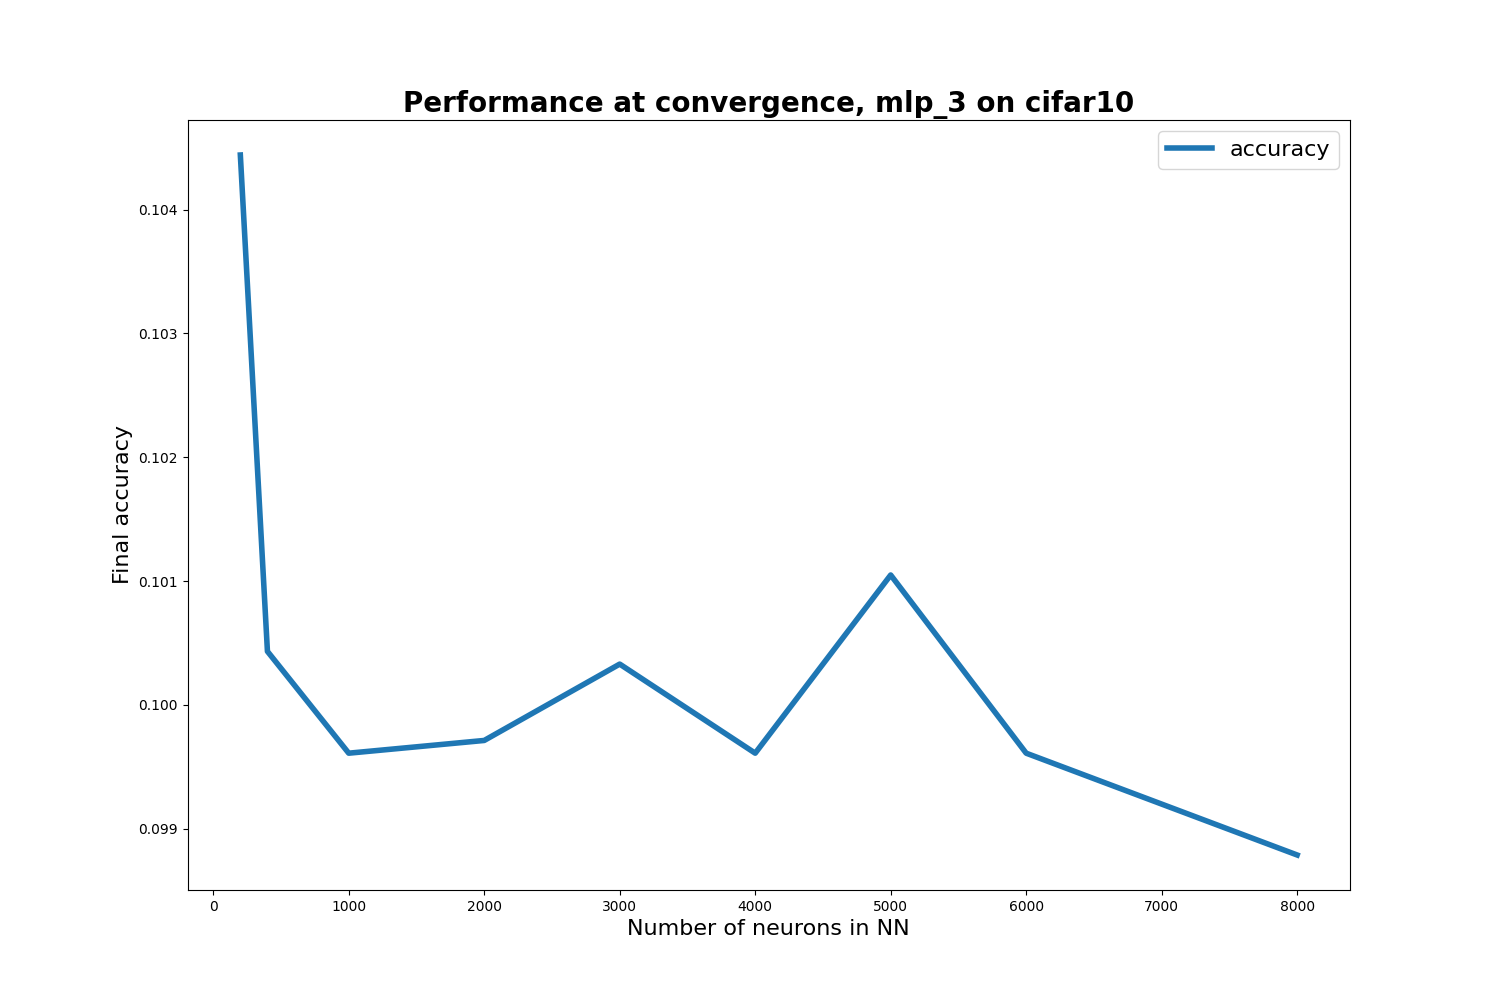 Performance at convergence, mlp_3 on cifar10
accuracy
Final accuracy
0.104
0.103
0.102
0.101
0.100
0.099
0 1000 2000 3000 4000 5000 6000 7000 8000
Number of neurons in NN